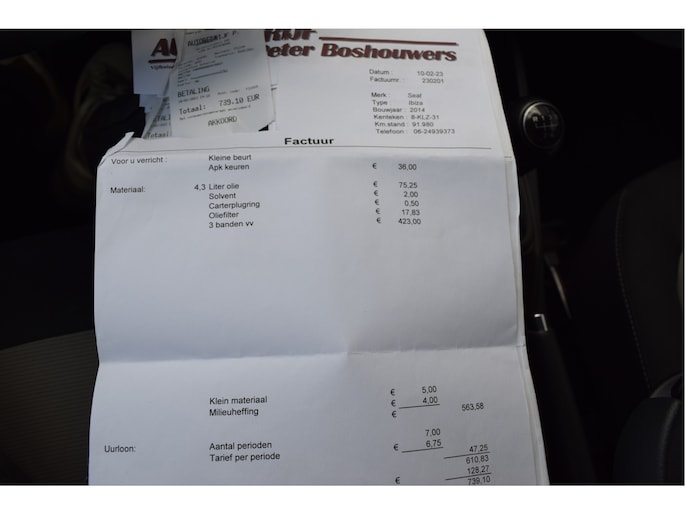 Peter Boshouwers
BETALING
Totaal: 739.10 EUR
AKKOORD
Datum : 10-02-23
Factuurnr. : 230201
Merk : Seat
Type : Ibiza
Bouwjaar : 2014
Kenteken : 8-KLZ-31
Km.stand : 91.980
Telefoon : 06-24939373
Factuur
Voor u verricht : Kleine beurt
Apk keuren € 36,00
Materiaal: 4,3 Liter olie € 75,25
Solvent € 2,00
Carterplugring € 0,50
Oliefilter € 17,83
3 banden vv € 423,00
Klein materiaal € 5,00
Milieuheffing € 4,00
€ 563,58
Uurloon: Aantal perioden 7,00
Tarief per periode € 6,75 47,25
610,83
128,27
€ 739,10